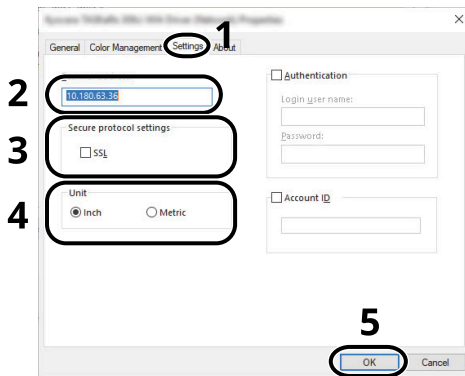 1
General Color Management Settings About
2
10.180.63.36
Authentication
Login user name:
Password:
3
Secure protocol settings
SSL
4
Unit
Inch Metric
Account ID
5
OK Cancel